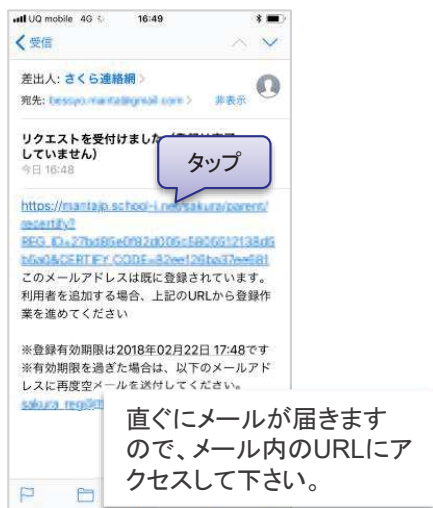 UQ mobile 4G 16:49
受信
差出人: さくら連絡網
宛先: 非表示
リクエストを受付けました
していません)
今日 16:48
タップ
このメールアドレスは既に登録されています。
利用者を追加する場合、上記のURLから登録作
業を進めてください
※登録有効期限は2018年02月22日 17:48です
※有効期限を過ぎた場合は、以下のメールアド
レスに再度空メールを送付してください。
直ぐにメールが届きます
ので、メール内のURLにア
クセスして下さい。